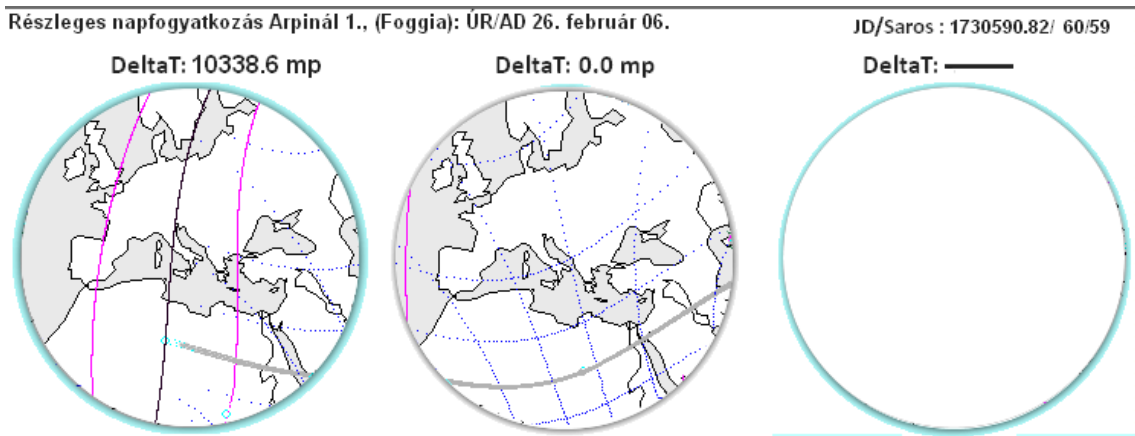 Részleges napfogyatkozás Arpinál 1., (Foggia): ÚR/AD 26. február 06.
JD/Saros : 1730590.82/ 60/59
DeltaT: 10338.6 mp
DeltaT: 0.0 mp
DeltaT: